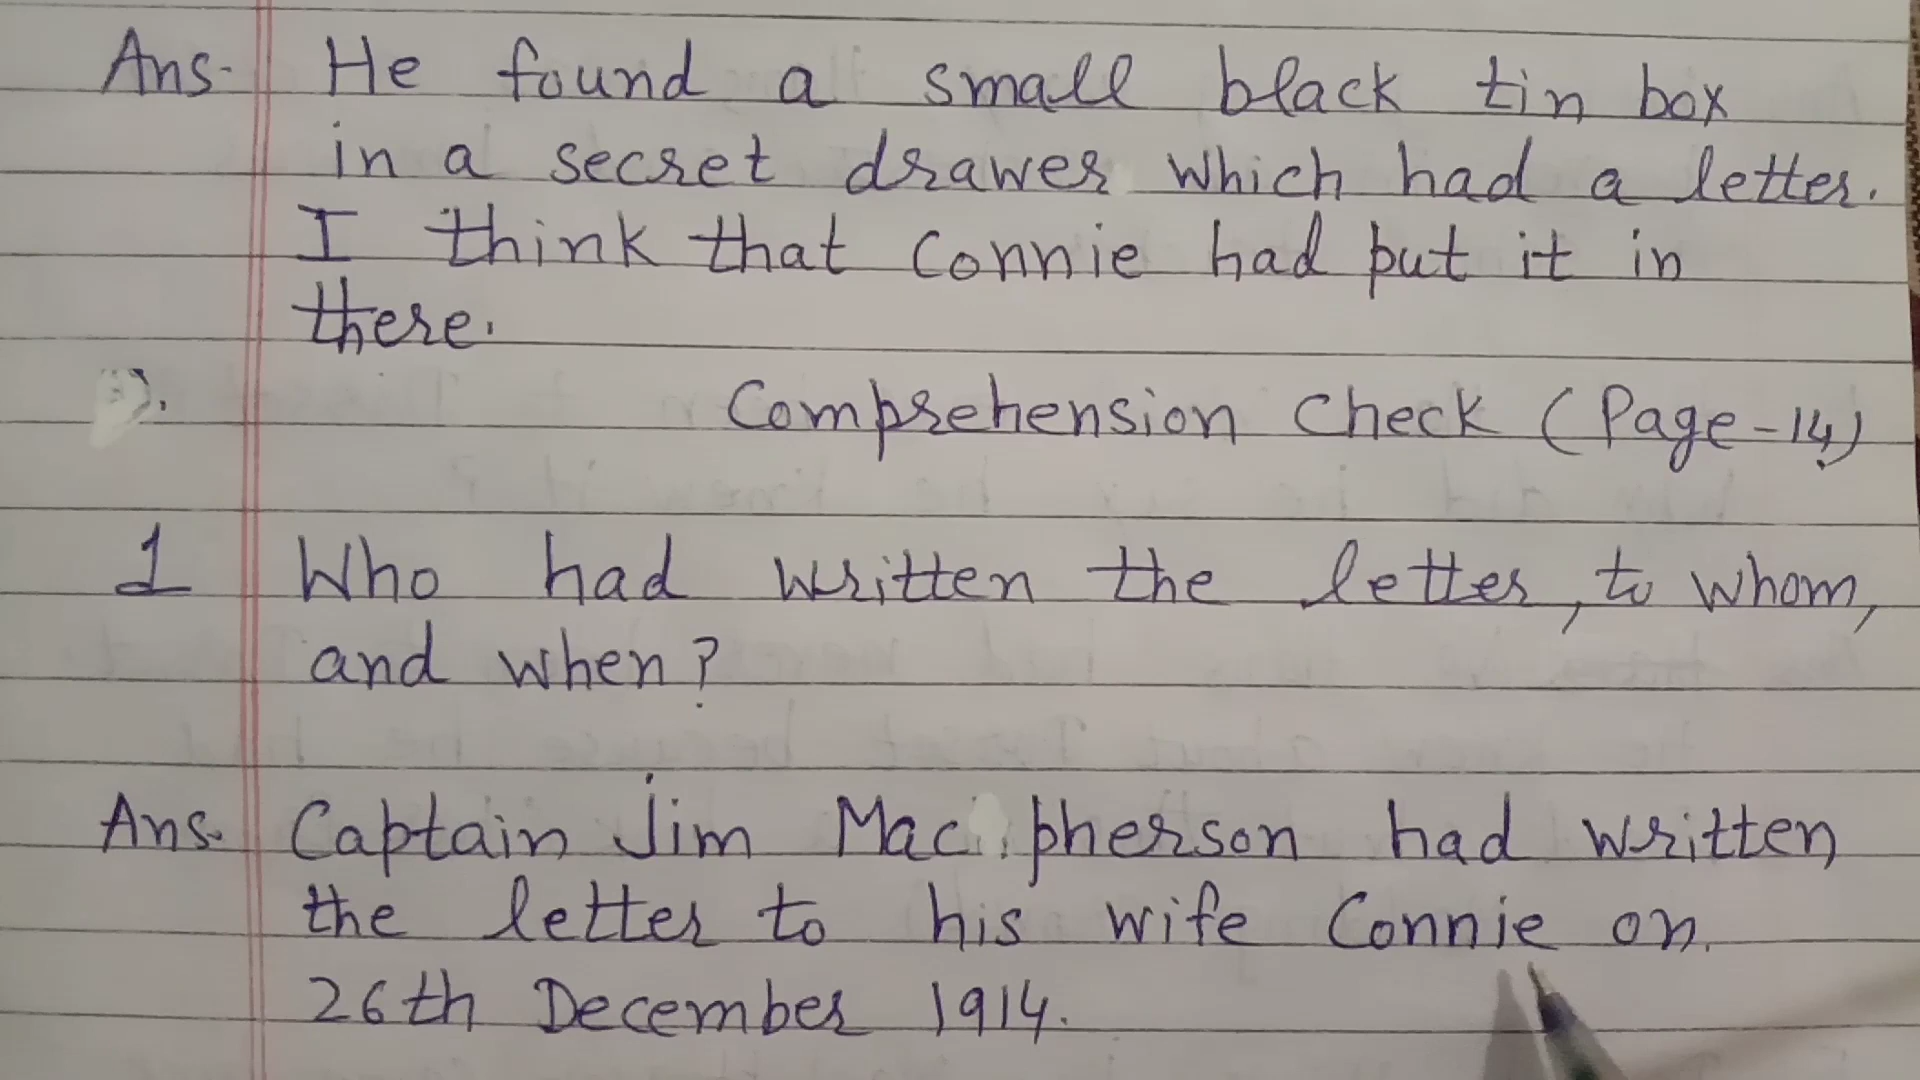 Ans. He found a small black tin box
in a secret drawer which had a letter.
I think that Connie had put it in
there.
Comprehension Check (Page-14)
1 Who had written the letter, to whom,
and when?
Ans. Captain Jim Macpherson had written
the letter to his wife Connie on
26th December 1914.